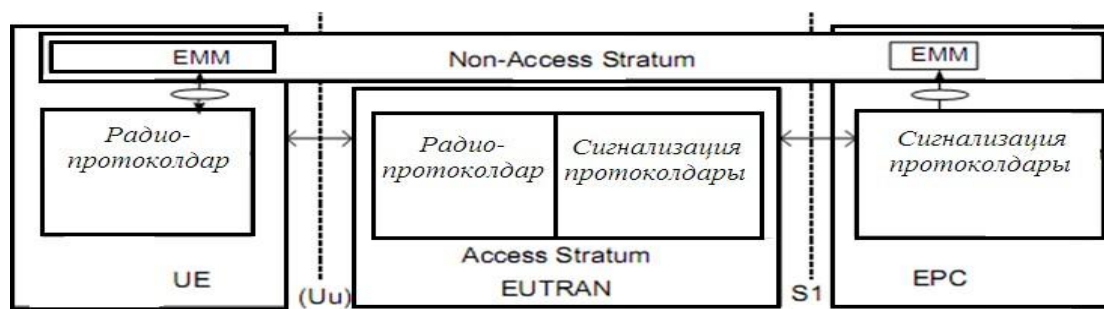 EMM
Non-Access Stratum
EMM
Радио-
протоколдар
Радио-
протоколдар
Сигнализация
протоколдары
Сигнализация
протоколдары
Access Stratum
UE
(Uu)
EUTRAN
S1
EPC